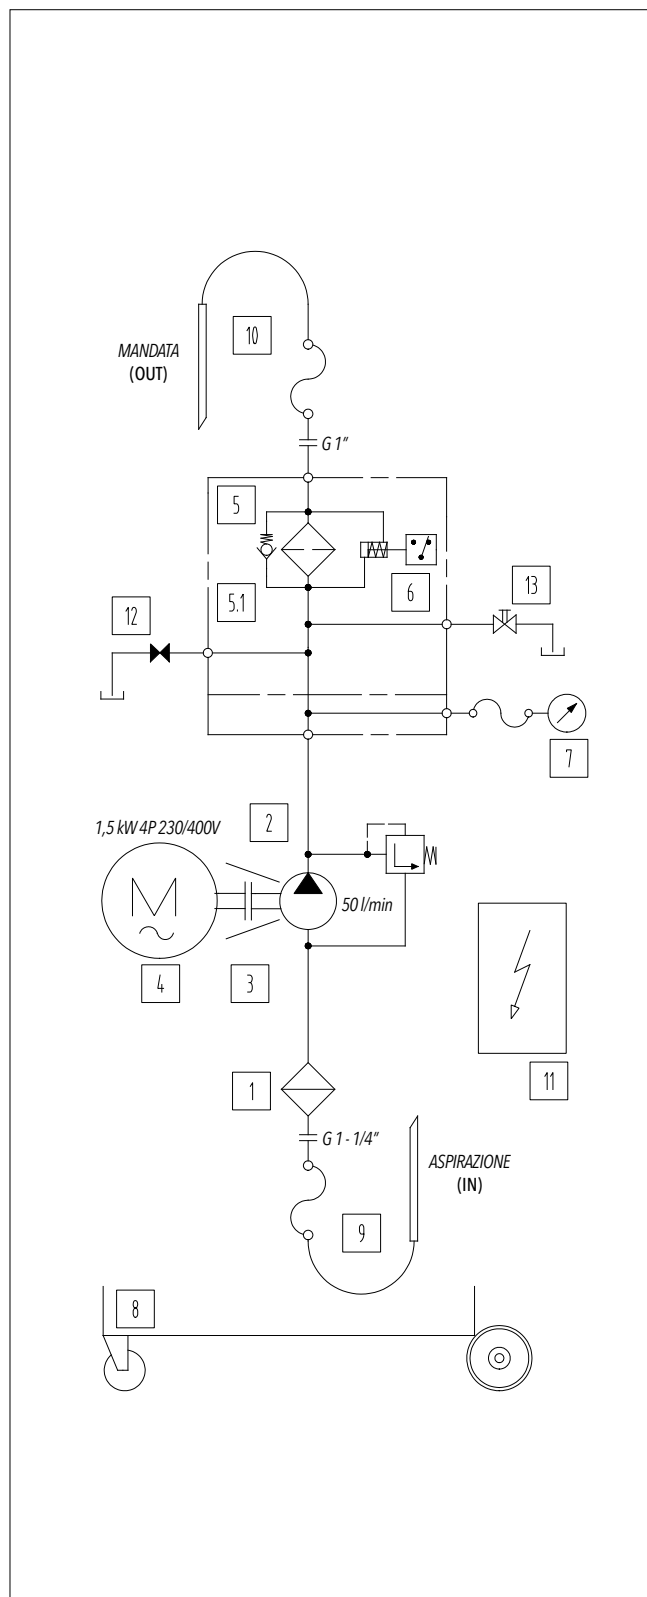 10
MANDATA
(OUT)
G 1"
5
5.1
6
13
12
7
2
1,5 kW 4P 230/400V
M
50 l/min
4
3
11
1
G 1 - 1/4"
ASPIRAZIONE
(IN)
9
8